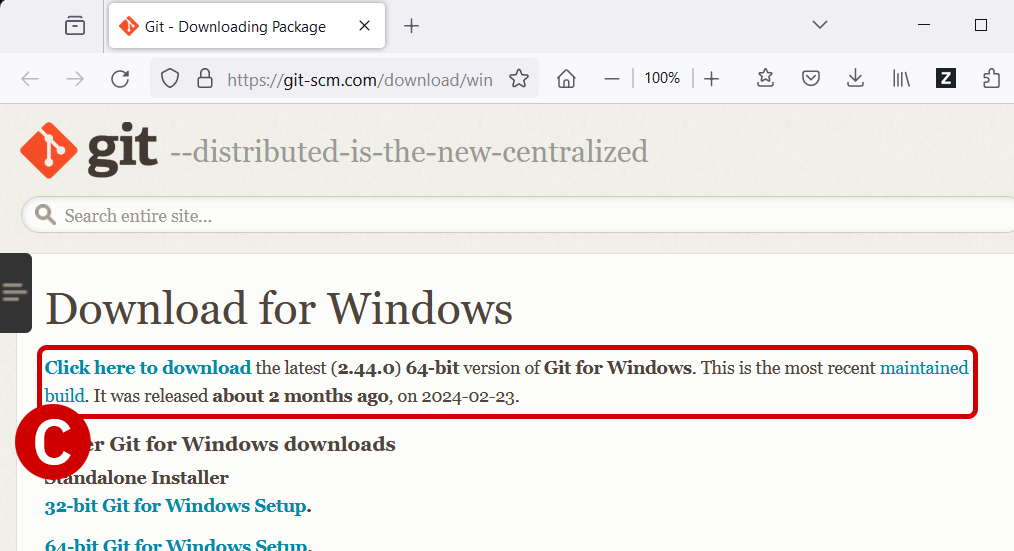 Git - Downloading Package
https://git-scm.com/download/win
100%
Z
git --distributed-is-the-new-centralized
Search entire site...
Download for Windows
Click here to download the latest (2.44.0) 64-bit version of Git for Windows. This is the most recent maintained
build. It was released about 2 months ago, on 2024-02-23.
C
er Git for Windows downloads
Standalone Installer
32-bit Git for Windows Setup.
64-bit Git for Windows Setup.